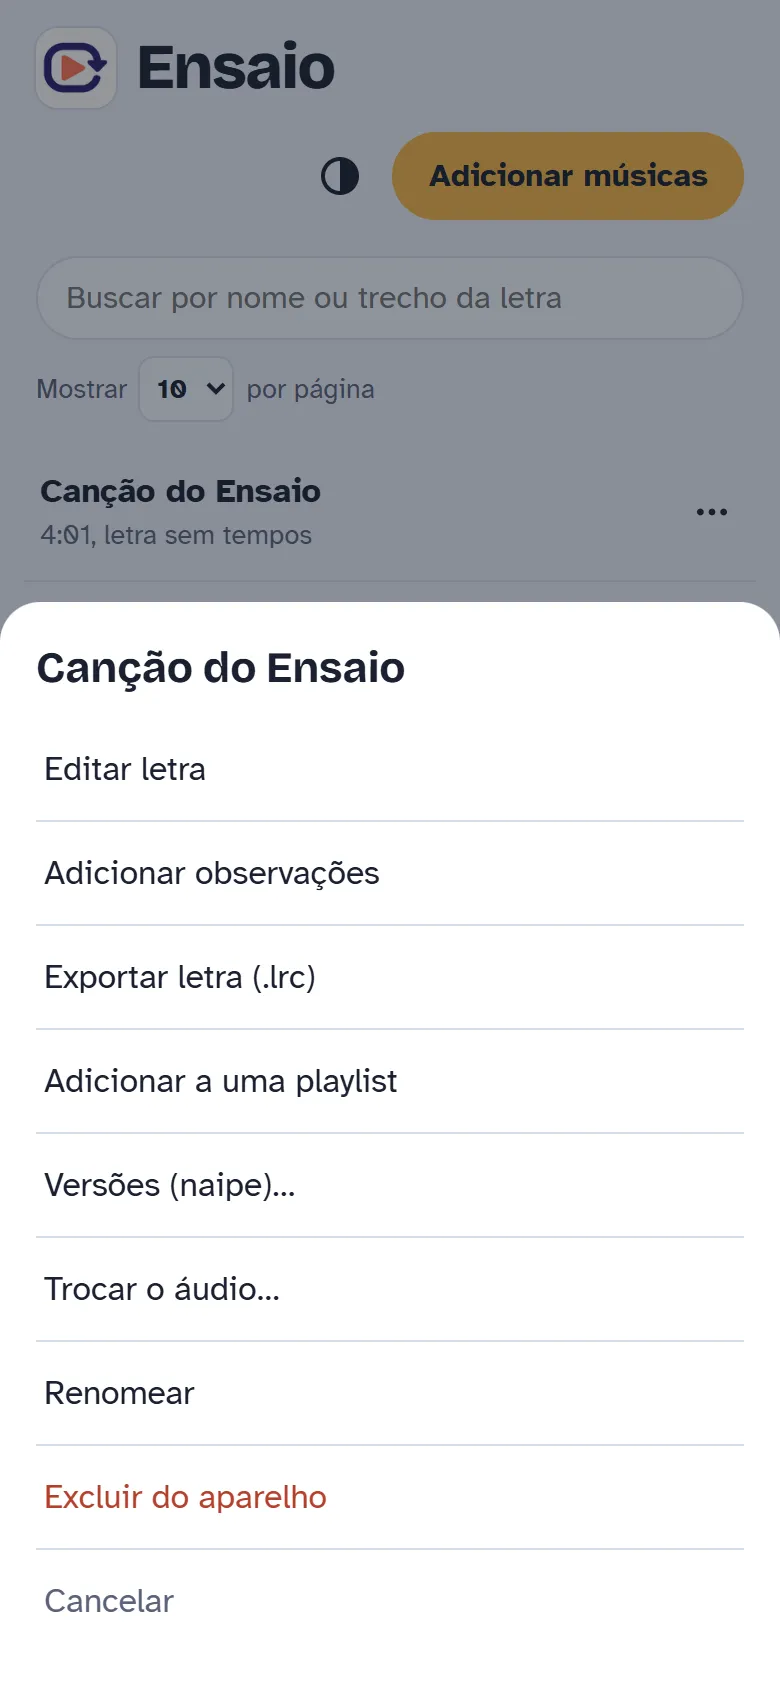 Ensaio
Adicionar músicas
Buscar por nome ou trecho da letra
Mostrar 10 por página
Canção do Ensaio
4:01, letra sem tempos
Canção do Ensaio
Editar letra
Adicionar observações
Exportar letra (.lrc)
Adicionar a uma playlist
Versões (naipe)...
Trocar o áudio...
Renomear
Excluir do aparelho
Cancelar